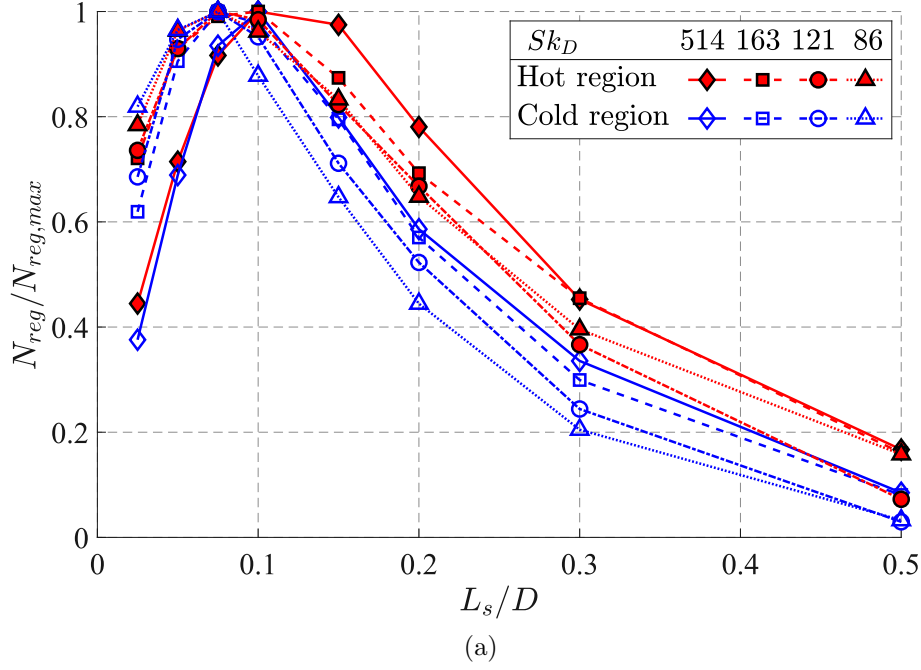 Sk_D 514 163 121 86
Hot region
Cold region
N_reg/N_reg,max
1
0.8
0.6
0.4
0.2
0
0 0.1 0.2 0.3 0.4 0.5
L_s/D
(a)